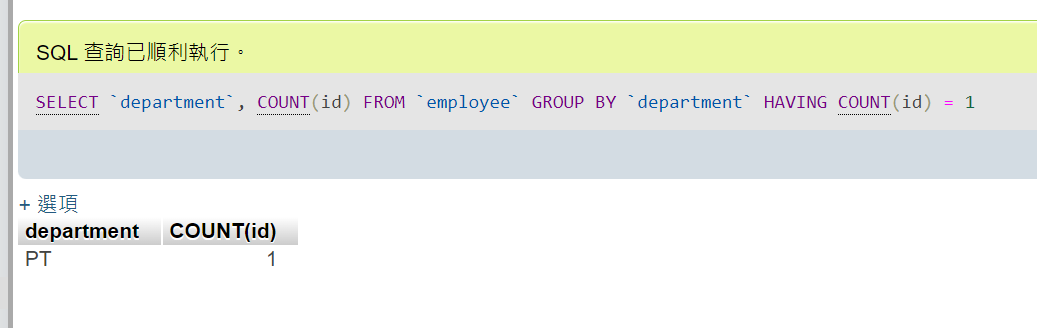 SQL 查詢已順利執行。
SELECT `department`, COUNT(id) FROM `employee` GROUP BY `department` HAVING COUNT(id) = 1
+ 選項
department COUNT(id)
PT 1